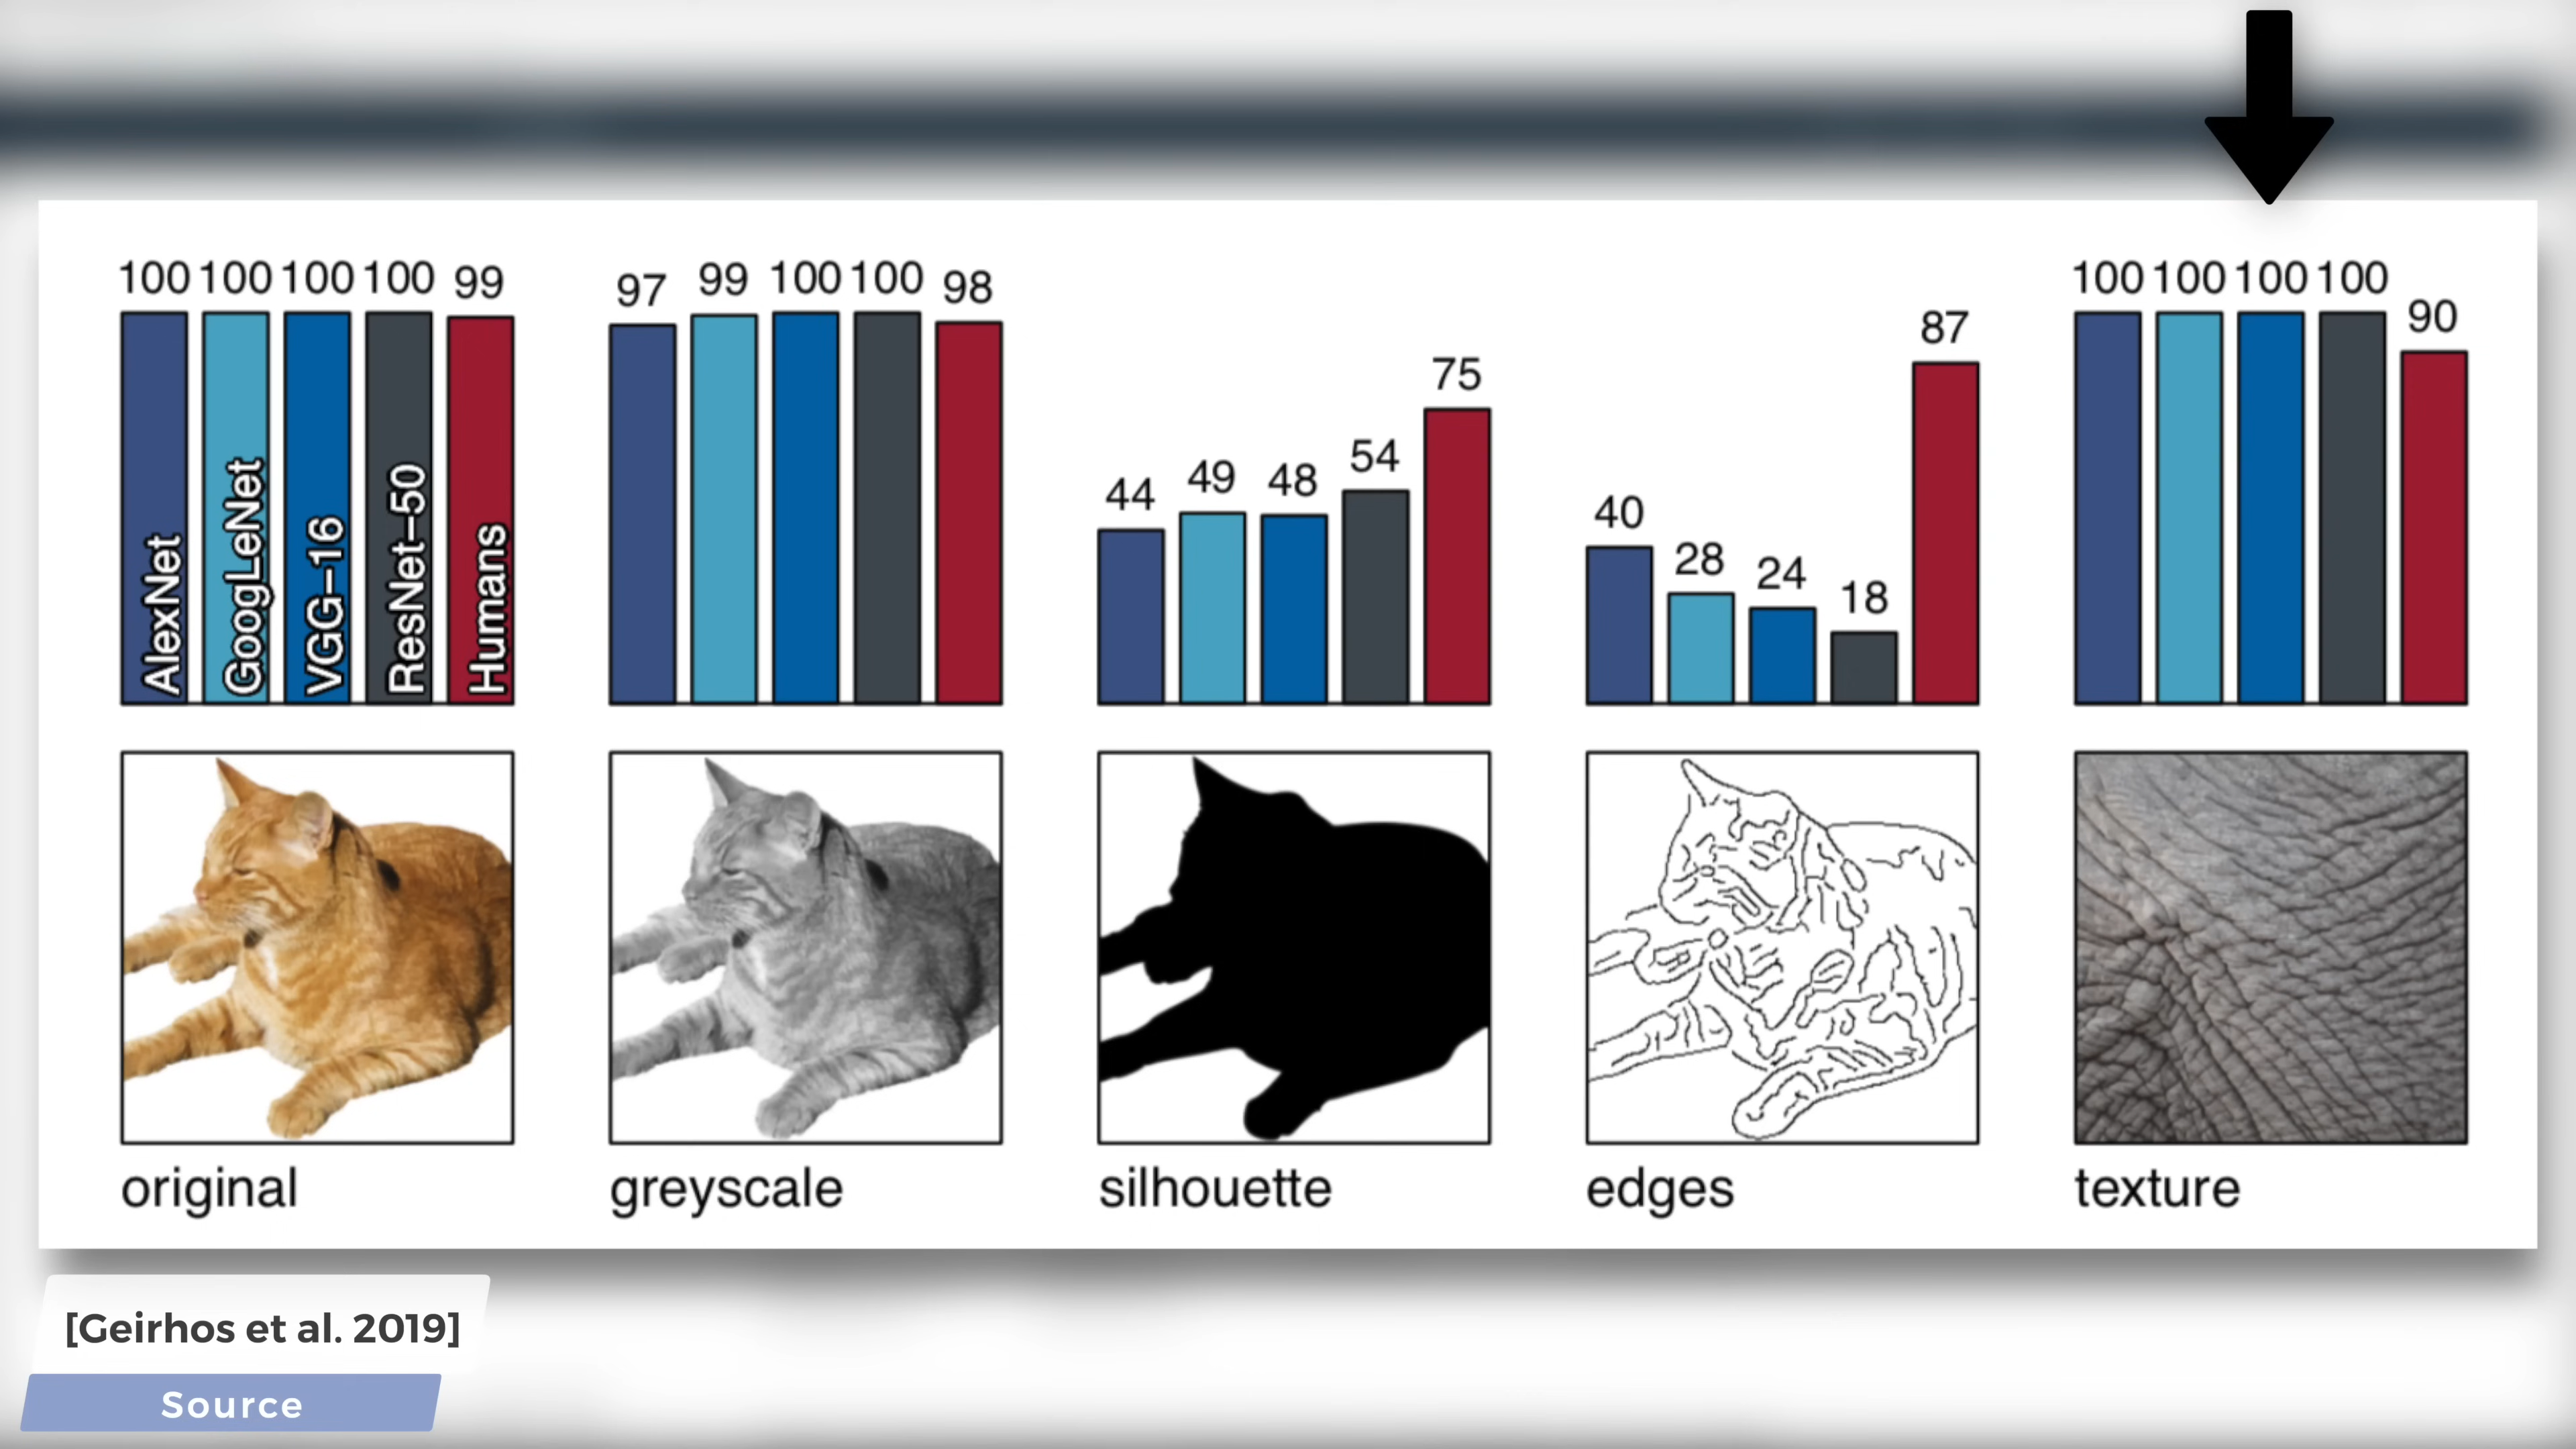 100 100 100 100 99
97 99 100 100 98
44 49 48 54 75
40 28 24 18 87
100 100 100 100 90
AlexNet
GoogLeNet
VGG-16
ResNet-50
Humans
original
greyscale
silhouette
edges
texture
[Geirhos et al. 2019]
Source